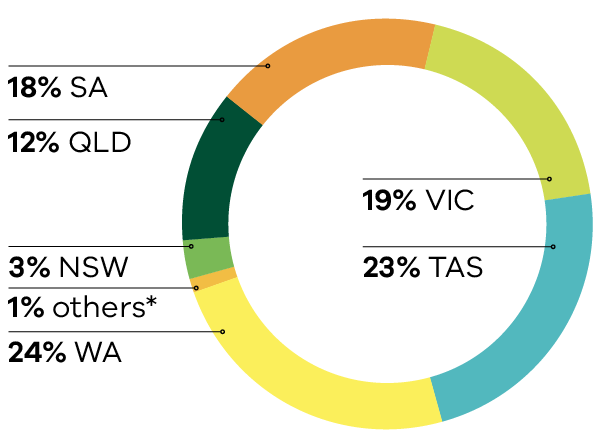 18% SA
12% QLD
19% VIC
23% TAS
3% NSW
1% others*
24% WA